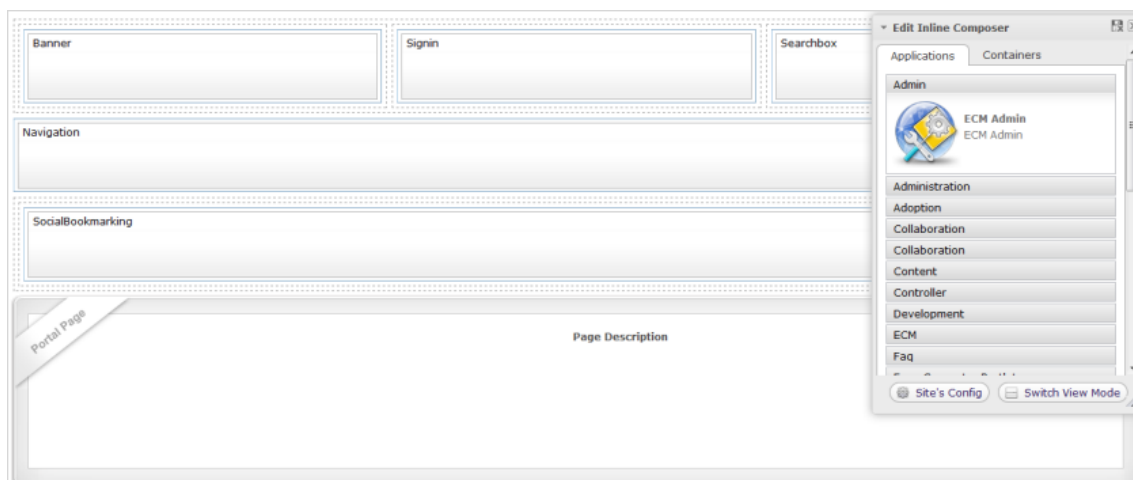 Banner
Signin
Searchbox
Navigation
SocialBookmarking
Portal Page
Page Description
Edit Inline Composer
Applications
Containers
Admin
ECM Admin
ECM Admin
Administration
Adoption
Collaboration
Collaboration
Content
Controller
Development
ECM
Faq
Site's Config
Switch View Mode